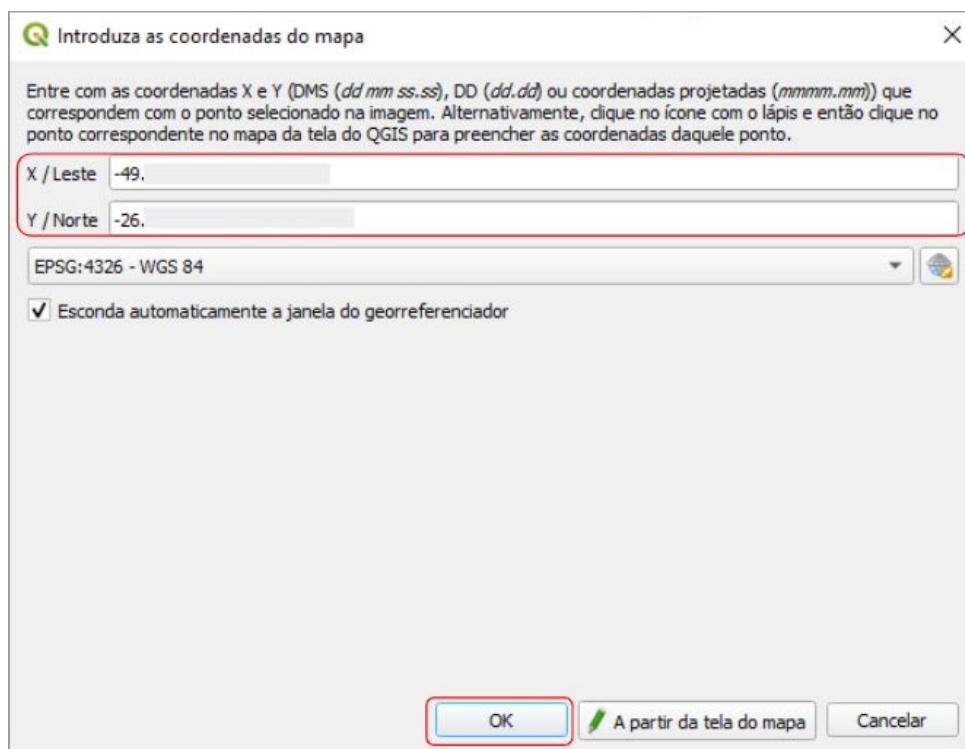 Introduza as coordenadas do mapa
Entre com as coordenadas X e Y (DMS (dd mm ss.ss), DD (dd.dd) ou coordenadas projetadas (mmmm.mm)) que
correspondem com o ponto selecionado na imagem. Alternativamente, clique no ícone com o lápis e então clique no
ponto correspondente no mapa da tela do QGIS para preencher as coordenadas daquele ponto.
X / Leste -49.
Y / Norte -26.
EPSG:4326 - WGS 84
Esconda automaticamente a janela do georreferenciador
OK A partir da tela do mapa Cancelar